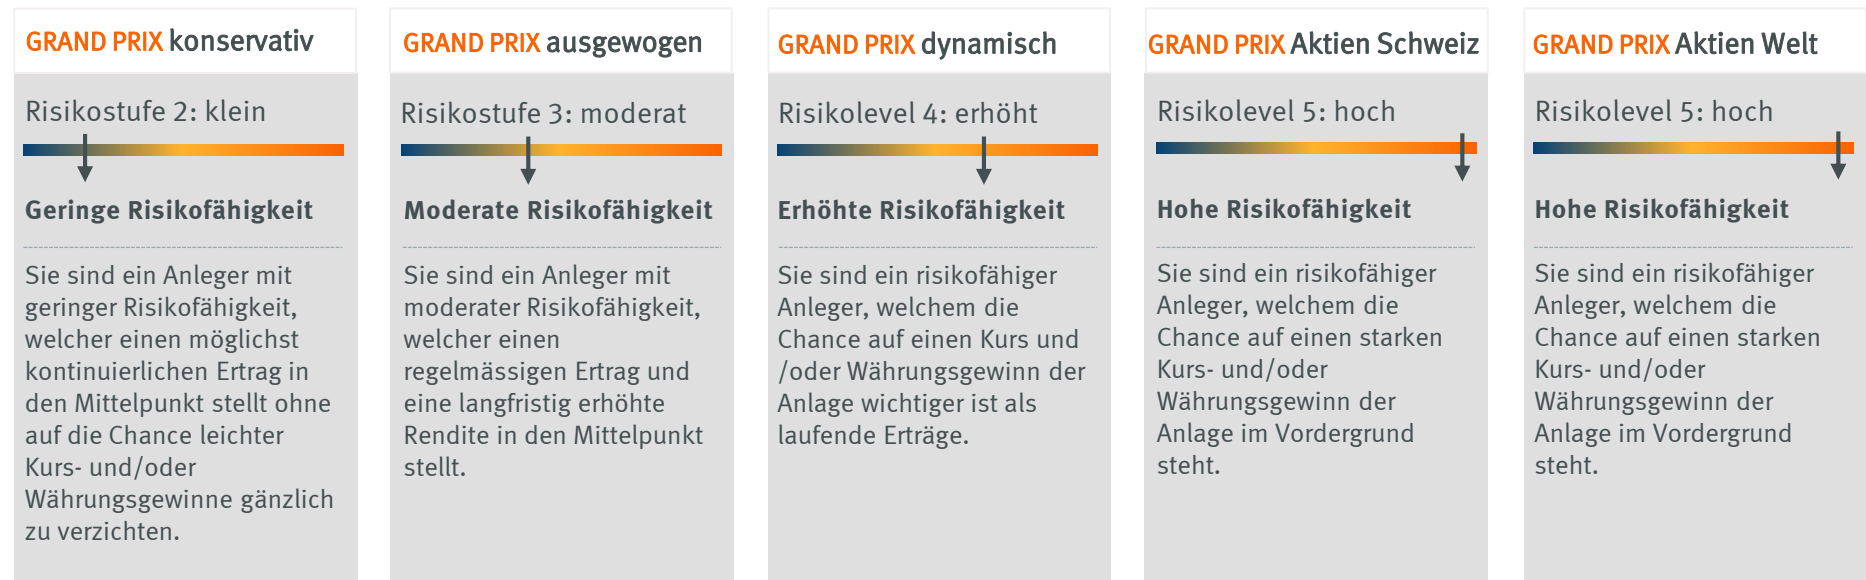 GRAND PRIX konservativ
Risikostufe 2: klein
Geringe Risikofähigkeit
Sie sind ein Anleger mit
geringer Risikofähigkeit,
welcher einen möglichst
kontinuierlichen Ertrag in
den Mittelpunkt stellt ohne
auf die Chance leichter
Kurs- und/oder
Währungsgewinne gänzlich
zu verzichten.
GRAND PRIX ausgewogen
Risikostufe 3: moderat
Moderate Risikofähigkeit
Sie sind ein Anleger mit
moderater Risikofähigkeit,
welcher einen
regelmässigen Ertrag und
eine langfristig erhöhte
Rendite in den Mittelpunkt
stellt.
GRAND PRIX dynamisch
Risikolevel 4: erhöht
Erhöhte Risikofähigkeit
Sie sind ein risikofähiger
Anleger, welchem die
Chance auf einen Kurs und
/oder Währungsgewinn der
Anlage wichtiger ist als
laufende Erträge.
GRAND PRIX Aktien Schweiz
Risikolevel 5: hoch
Hohe Risikofähigkeit
Sie sind ein risikofähiger
Anleger, welchem die
Chance auf einen starken
Kurs- und/oder
Währungsgewinn der
Anlage im Vordergrund
steht.
GRAND PRIX Aktien Welt
Risikolevel 5: hoch
Hohe Risikofähigkeit
Sie sind ein risikofähiger
Anleger, welchem die
Chance auf einen starken
Kurs- und/oder
Währungsgewinn der
Anlage im Vordergrund
steht.